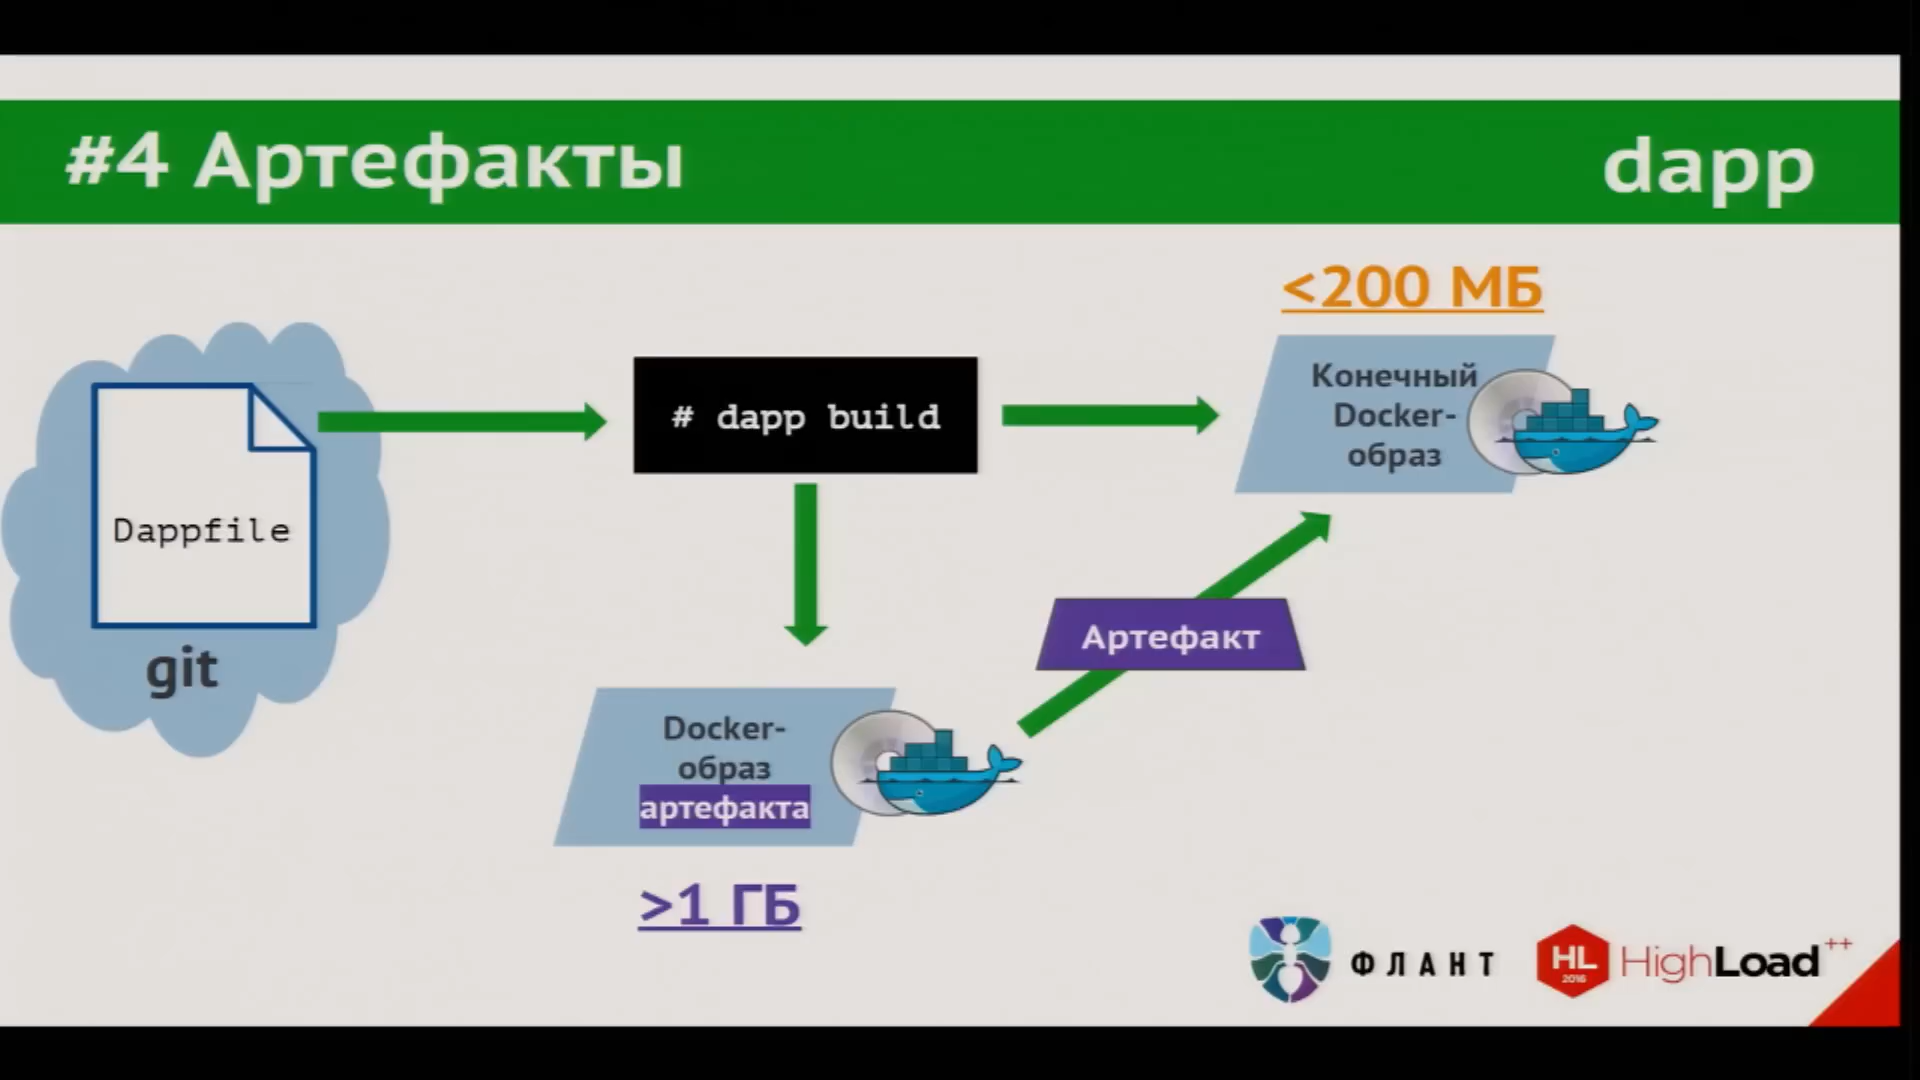 #4 Артефакты
dapp
<200 МБ
Конечный
Docker-
образ
# dapp build
Dappfile
git
Артефакт
Docker-
образ
артефакта
>1 ГБ
ФЛАНТ
HL
2016
HighLoad++